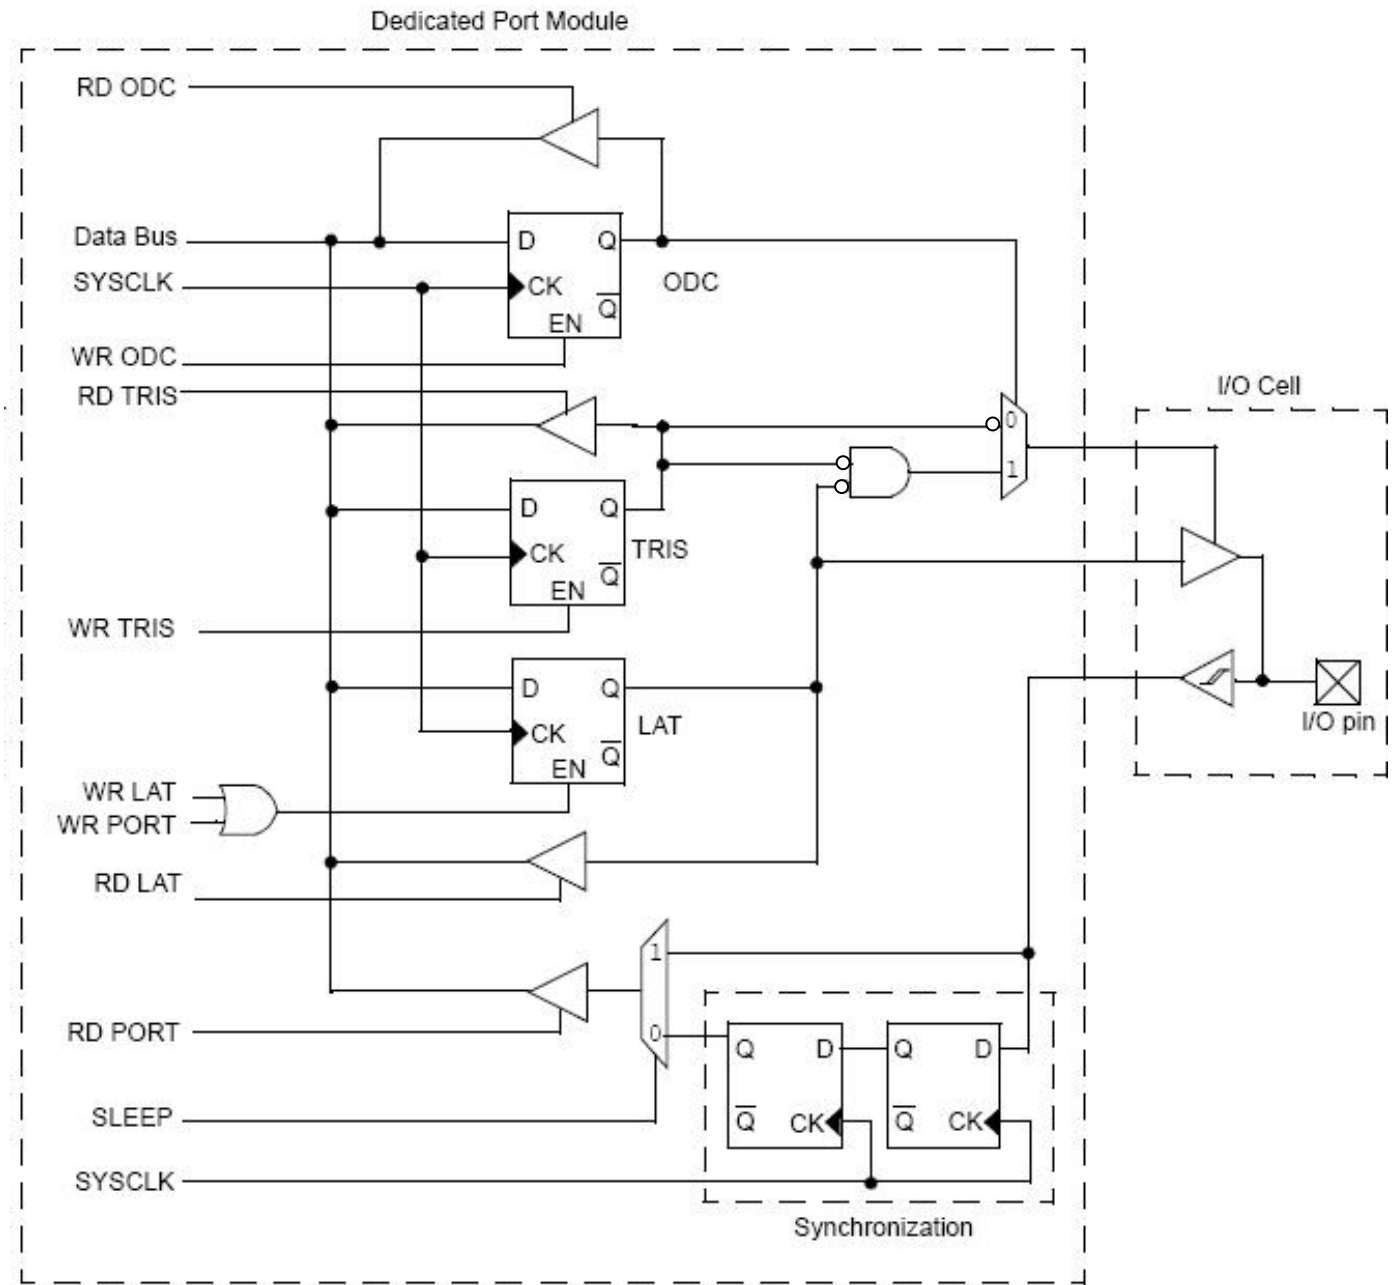 Dedicated Port Module
RD ODC
Data Bus
D Q
SYSCLK
CK
ODC
Q
EN
WR ODC
RD TRIS
I/O Cell
0
1
D Q
CK
TRIS
Q
EN
WR TRIS
D Q
CK
LAT
Q
EN
I/O pin
WR LAT
WR PORT
RD LAT
1
RD PORT
0
Q D
Q D
SLEEP
Q CK
Q CK
SYSCLK
Synchronization